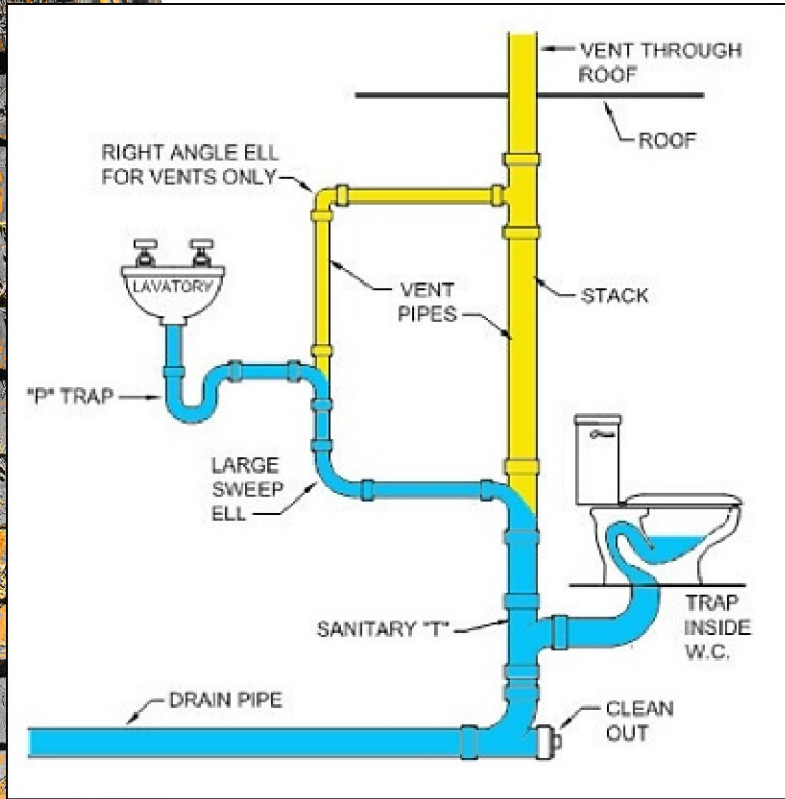 VENT THROUGH
ROOF
ROOF
RIGHT ANGLE ELL
FOR VENTS ONLY
LAVATORY
VENT
PIPES
STACK
"P" TRAP
LARGE
SWEEP
ELL
SANITARY "T"
TRAP
INSIDE
W.C.
DRAIN PIPE
CLEAN
OUT